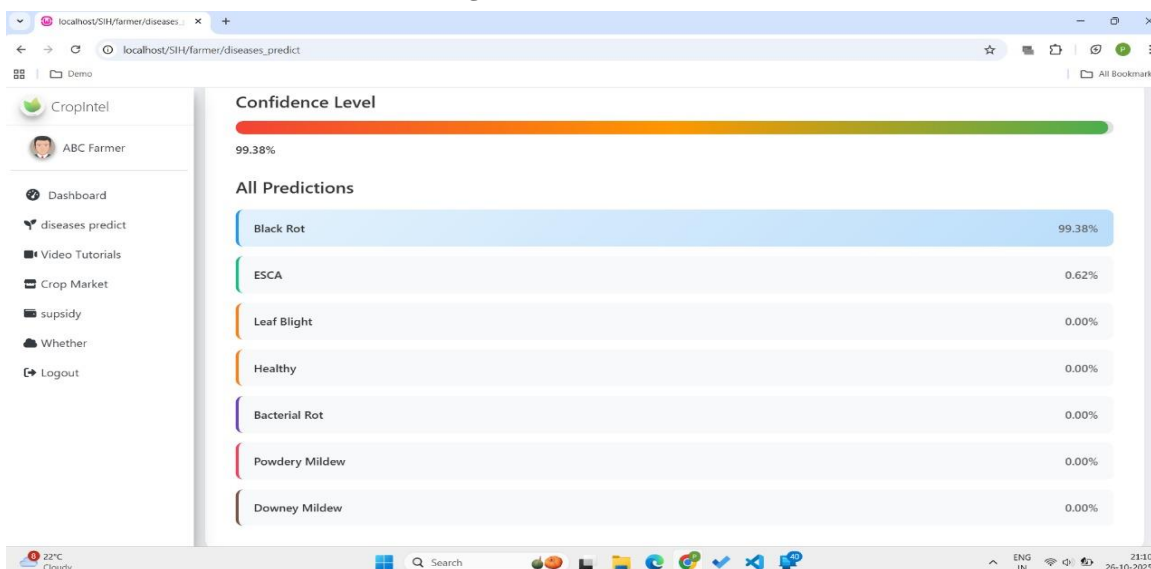 localhost/SIH/farmer/diseases_
localhost/SIH/farmer/diseases_predict
Demo
All Bookmark
CropIntel
ABC Farmer
Dashboard
diseases predict
Video Tutorials
Crop Market
supsidy
Whether
Logout
Confidence Level
99.38%
All Predictions
Black Rot 99.38%
ESCA 0.62%
Leaf Blight 0.00%
Healthy 0.00%
Bacterial Rot 0.00%
Powdery Mildew 0.00%
Downey Mildew 0.00%
8
22°C
Cloudy
Search
40
ENG
IN
21:10
26-10-2025